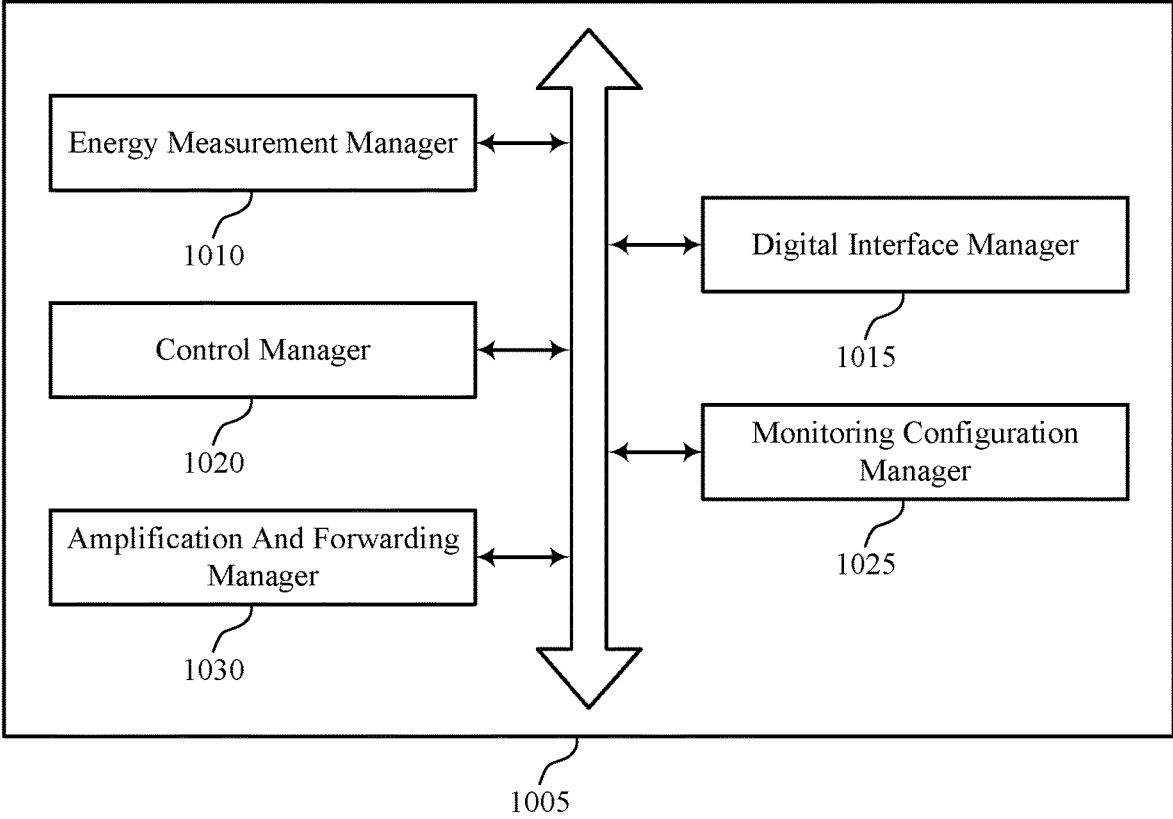 Energy Measurement Manager
1010
Digital Interface Manager
1015
Control Manager
1020
Monitoring Configuration
Manager
1025
Amplification And Forwarding
Manager
1030
1005